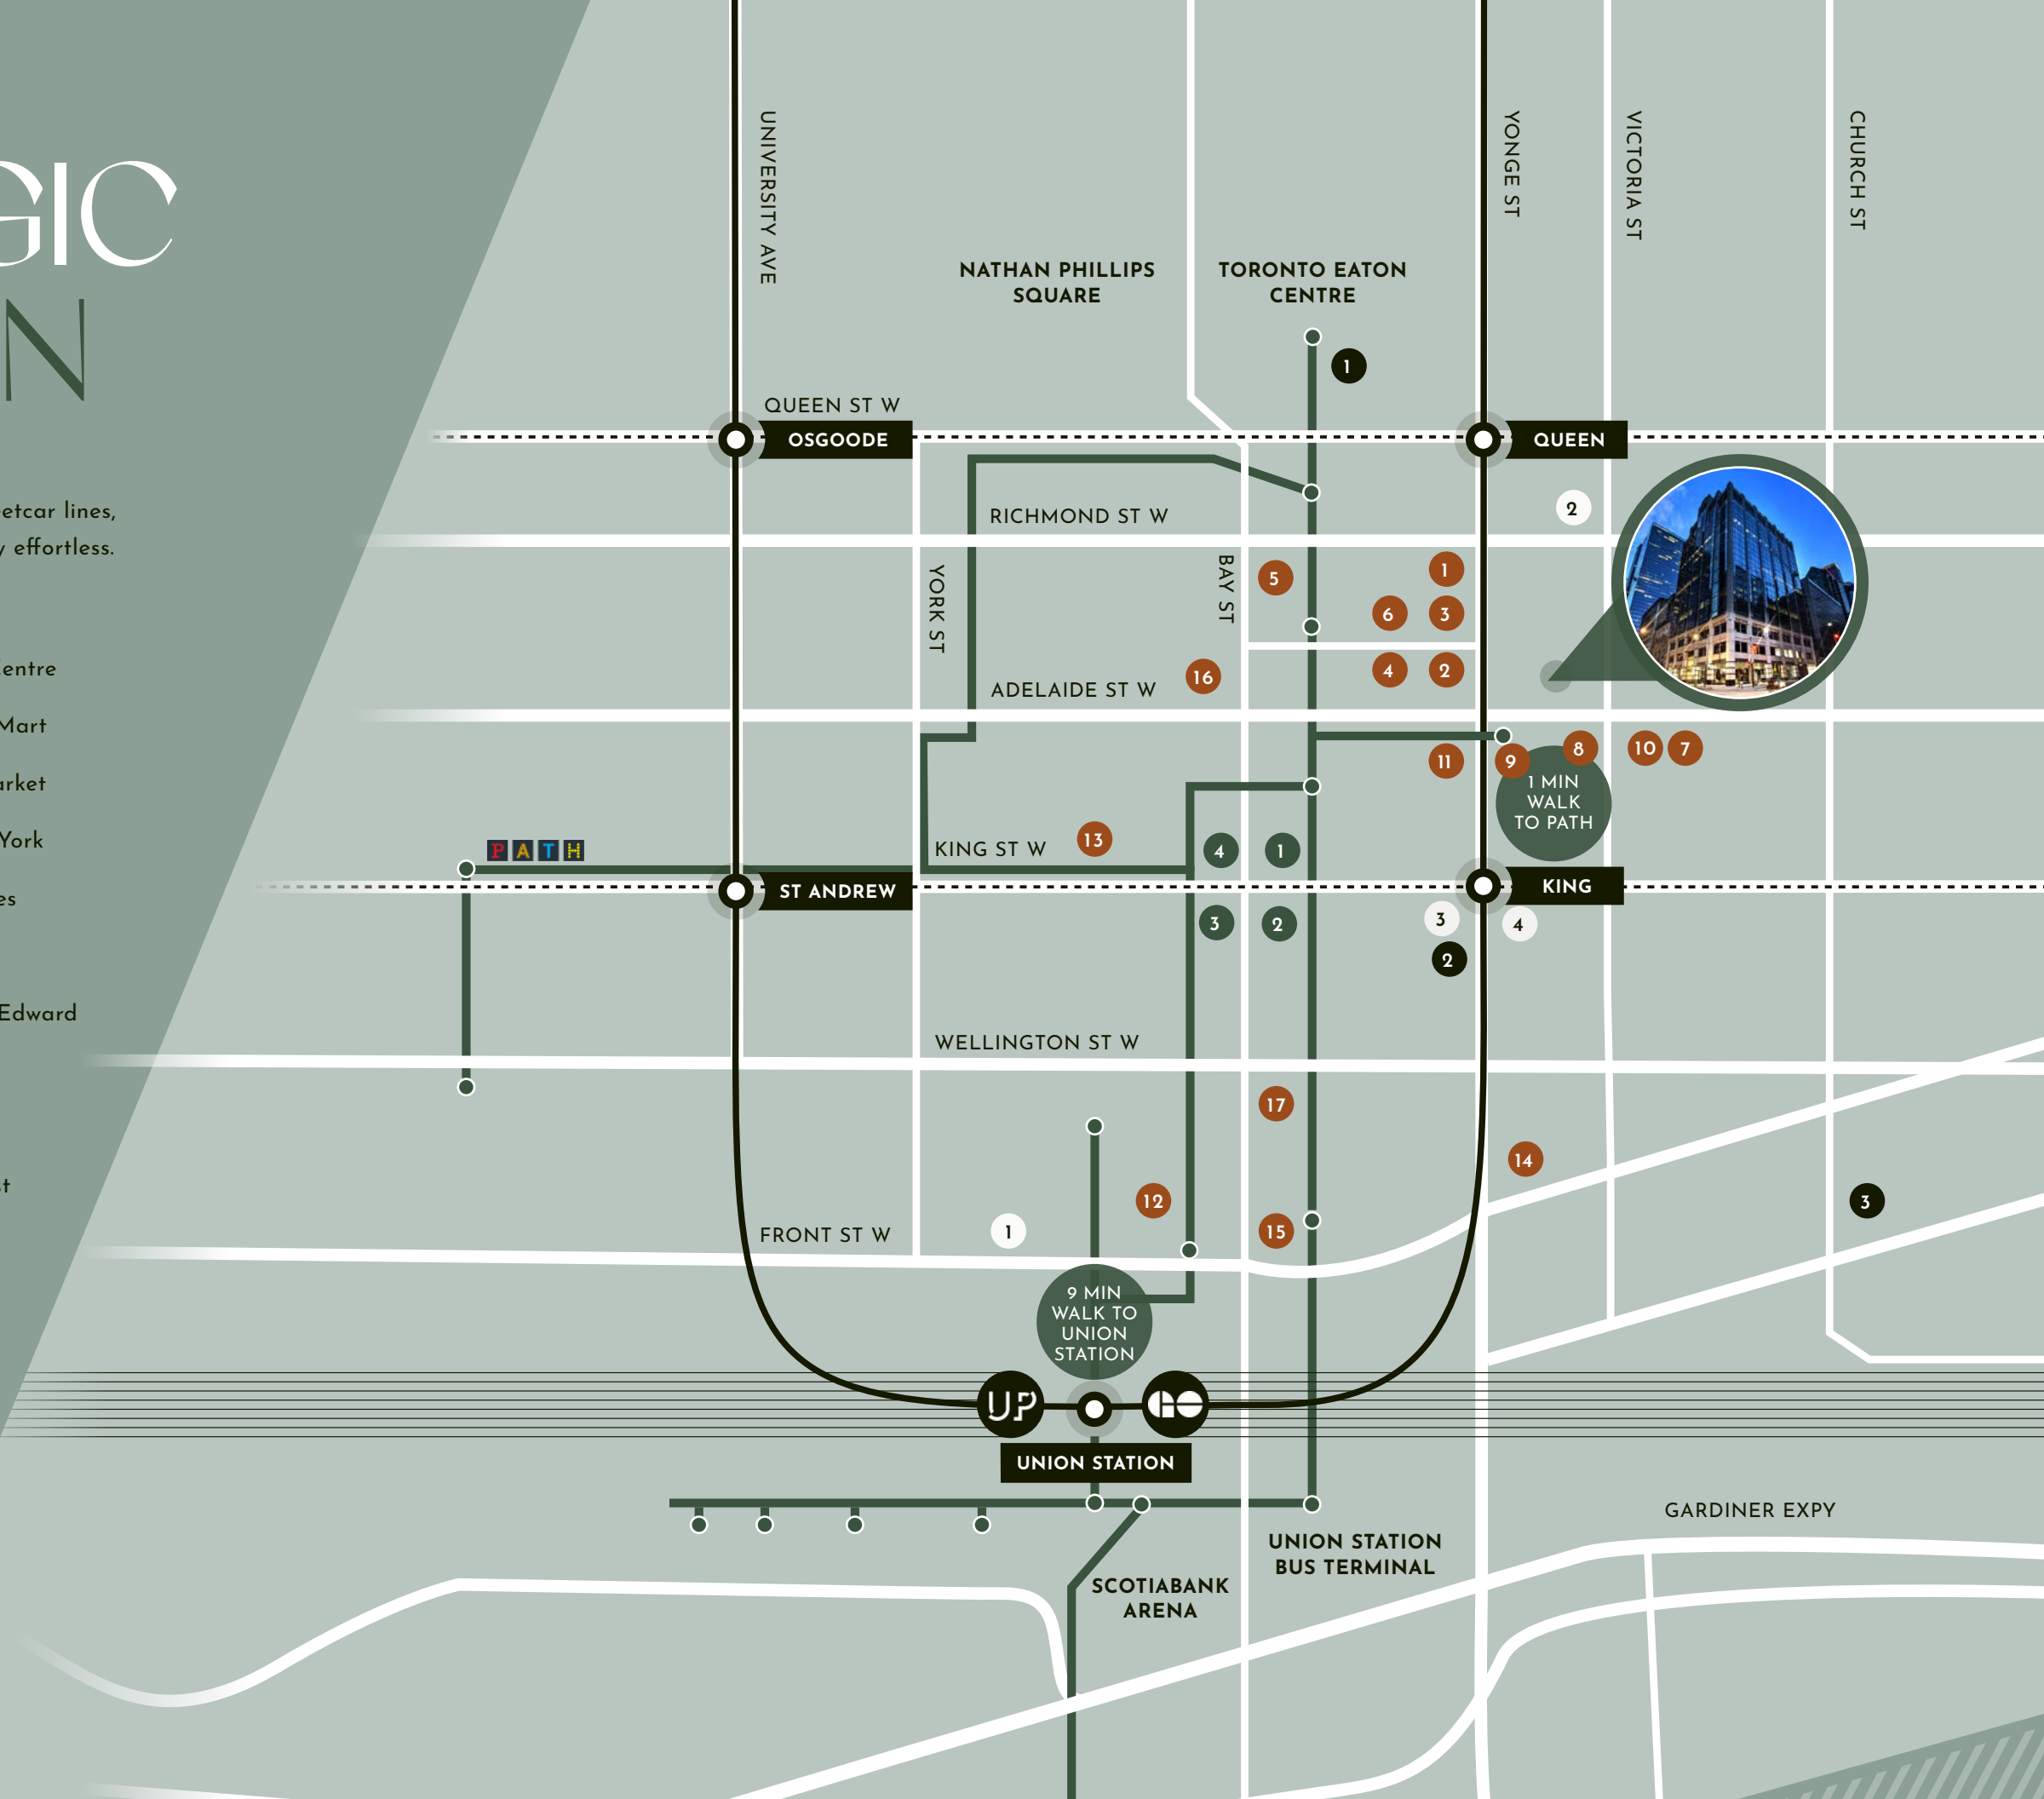 GIC
N
etcar lines,
y effortless.
entre
Mart
arket
York
es
Edward
st
UNIVERSITY AVE
YONGE ST
VICTORIA ST
CHURCH ST
NATHAN PHILLIPS
SQUARE
TORONTO EATON
CENTRE
1
QUEEN ST W
OSGOODE
QUEEN
2
RICHMOND ST W
YORK ST
BAY ST
5
1
6
3
4
2
16
ADELAIDE ST W
11
9
8
10
7
1 MIN
WALK
TO PATH
PATH
KING ST W
13
4
1
ST ANDREW
KING
3
2
3
4
2
WELLINGTON ST W
17
14
12
15
3
FRONT ST W
1
9 MIN
WALK TO
UNION
STATION
UP
GO
UNION STATION
GARDINER EXPY
UNION STATION
BUS TERMINAL
SCOTIABANK
ARENA